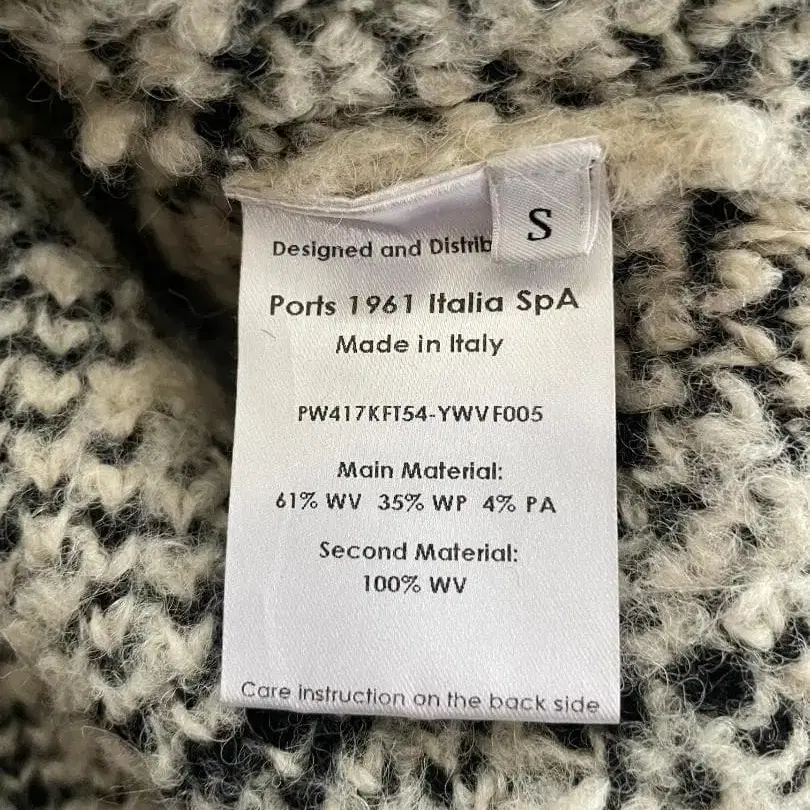 S
Designed and Distrib
Ports 1961 Italia SpA
Made in Italy
PW417KFT54-YWVF005
Main Material:
61% WV 35% WP 4% PA
Second Material:
100% WV
Care instruction on the back side